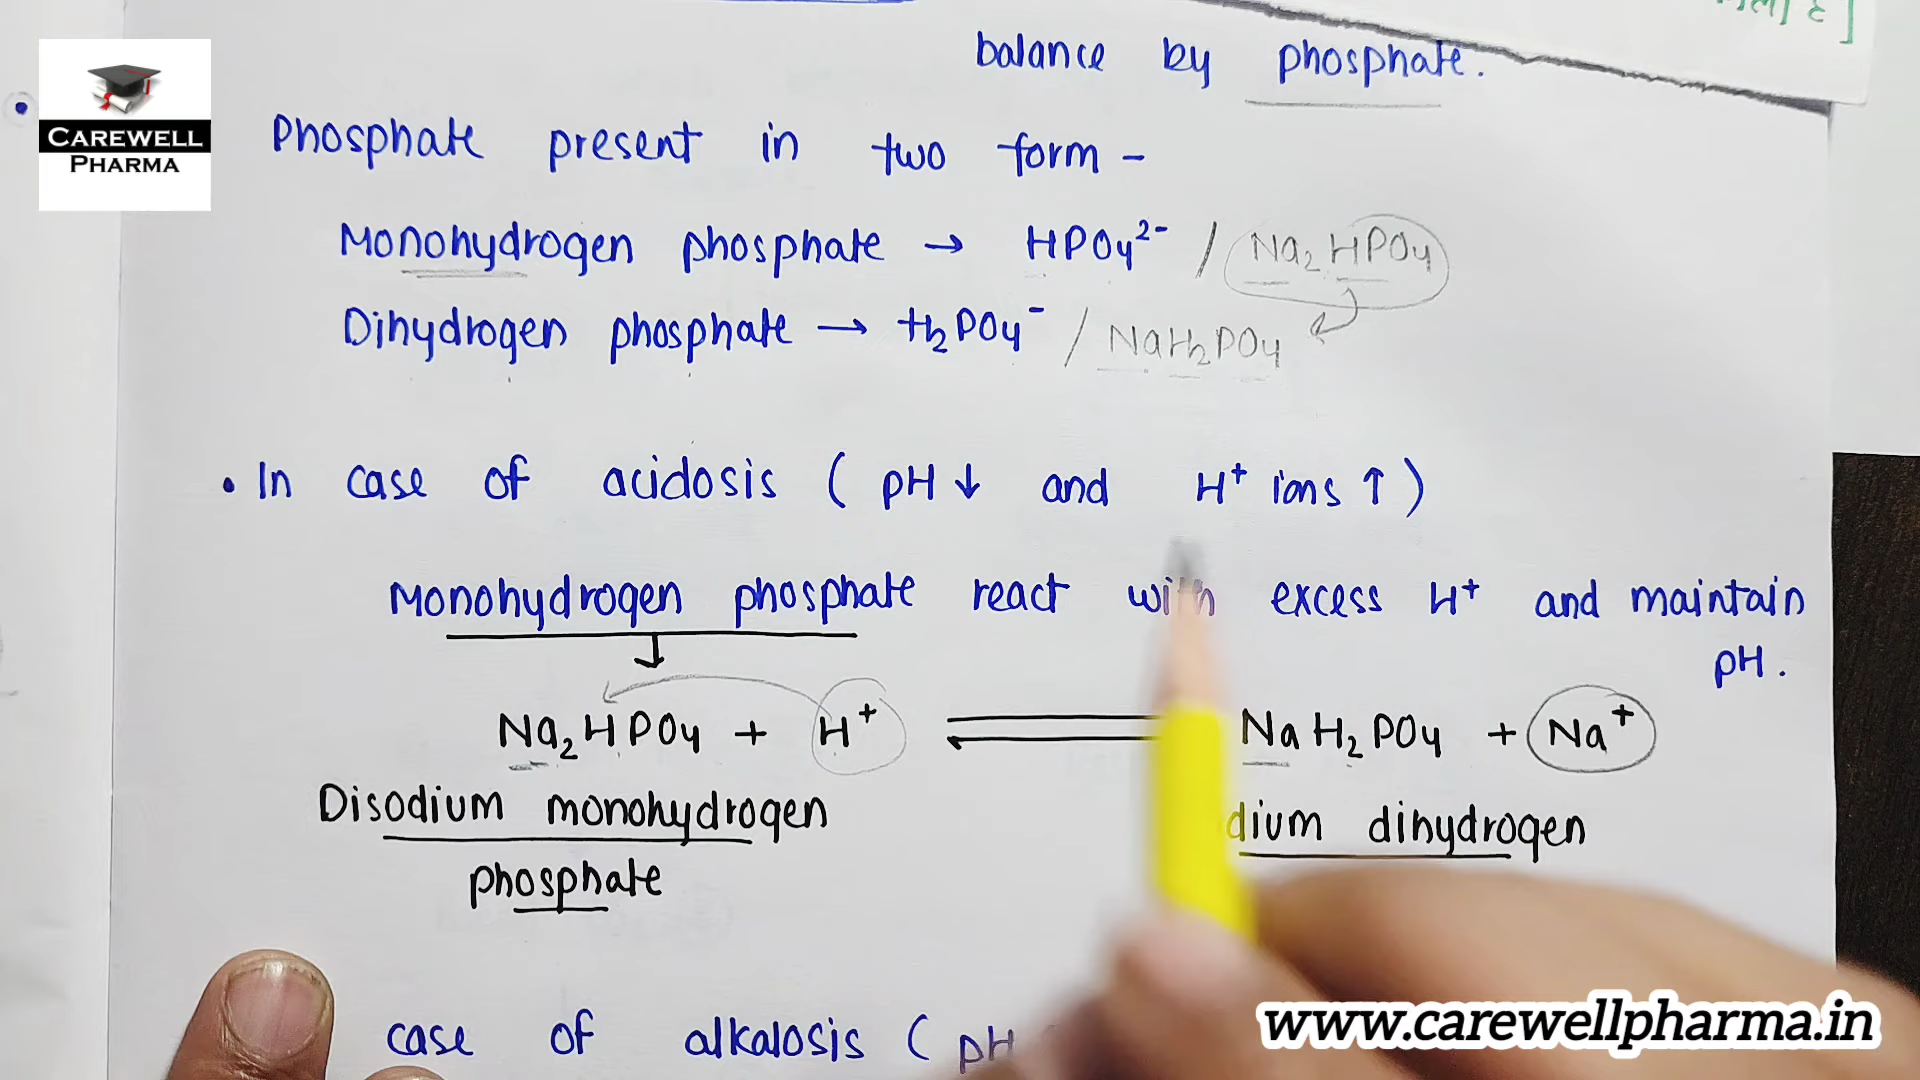 balance by phosphate.
CAREWELL
PHARMA
Phosphate present in two form -
Monohydrogen phosphate → HPO4²⁻ / Na₂HPO4
Dihydrogen phosphate → H₂PO4⁻ / NaH₂PO4
• In case of acidosis ( pH ↓ and H⁺ ions ↑ )
Monohydrogen phosphate react with excess H⁺ and maintain
pH.
Na₂HPO4 + H⁺ ⇌ NaH₂PO4 + Na⁺
Disodium monohydrogen
phosphate
dium dihydrogen
case of alkalosis ( pH
www.carewellpharma.in